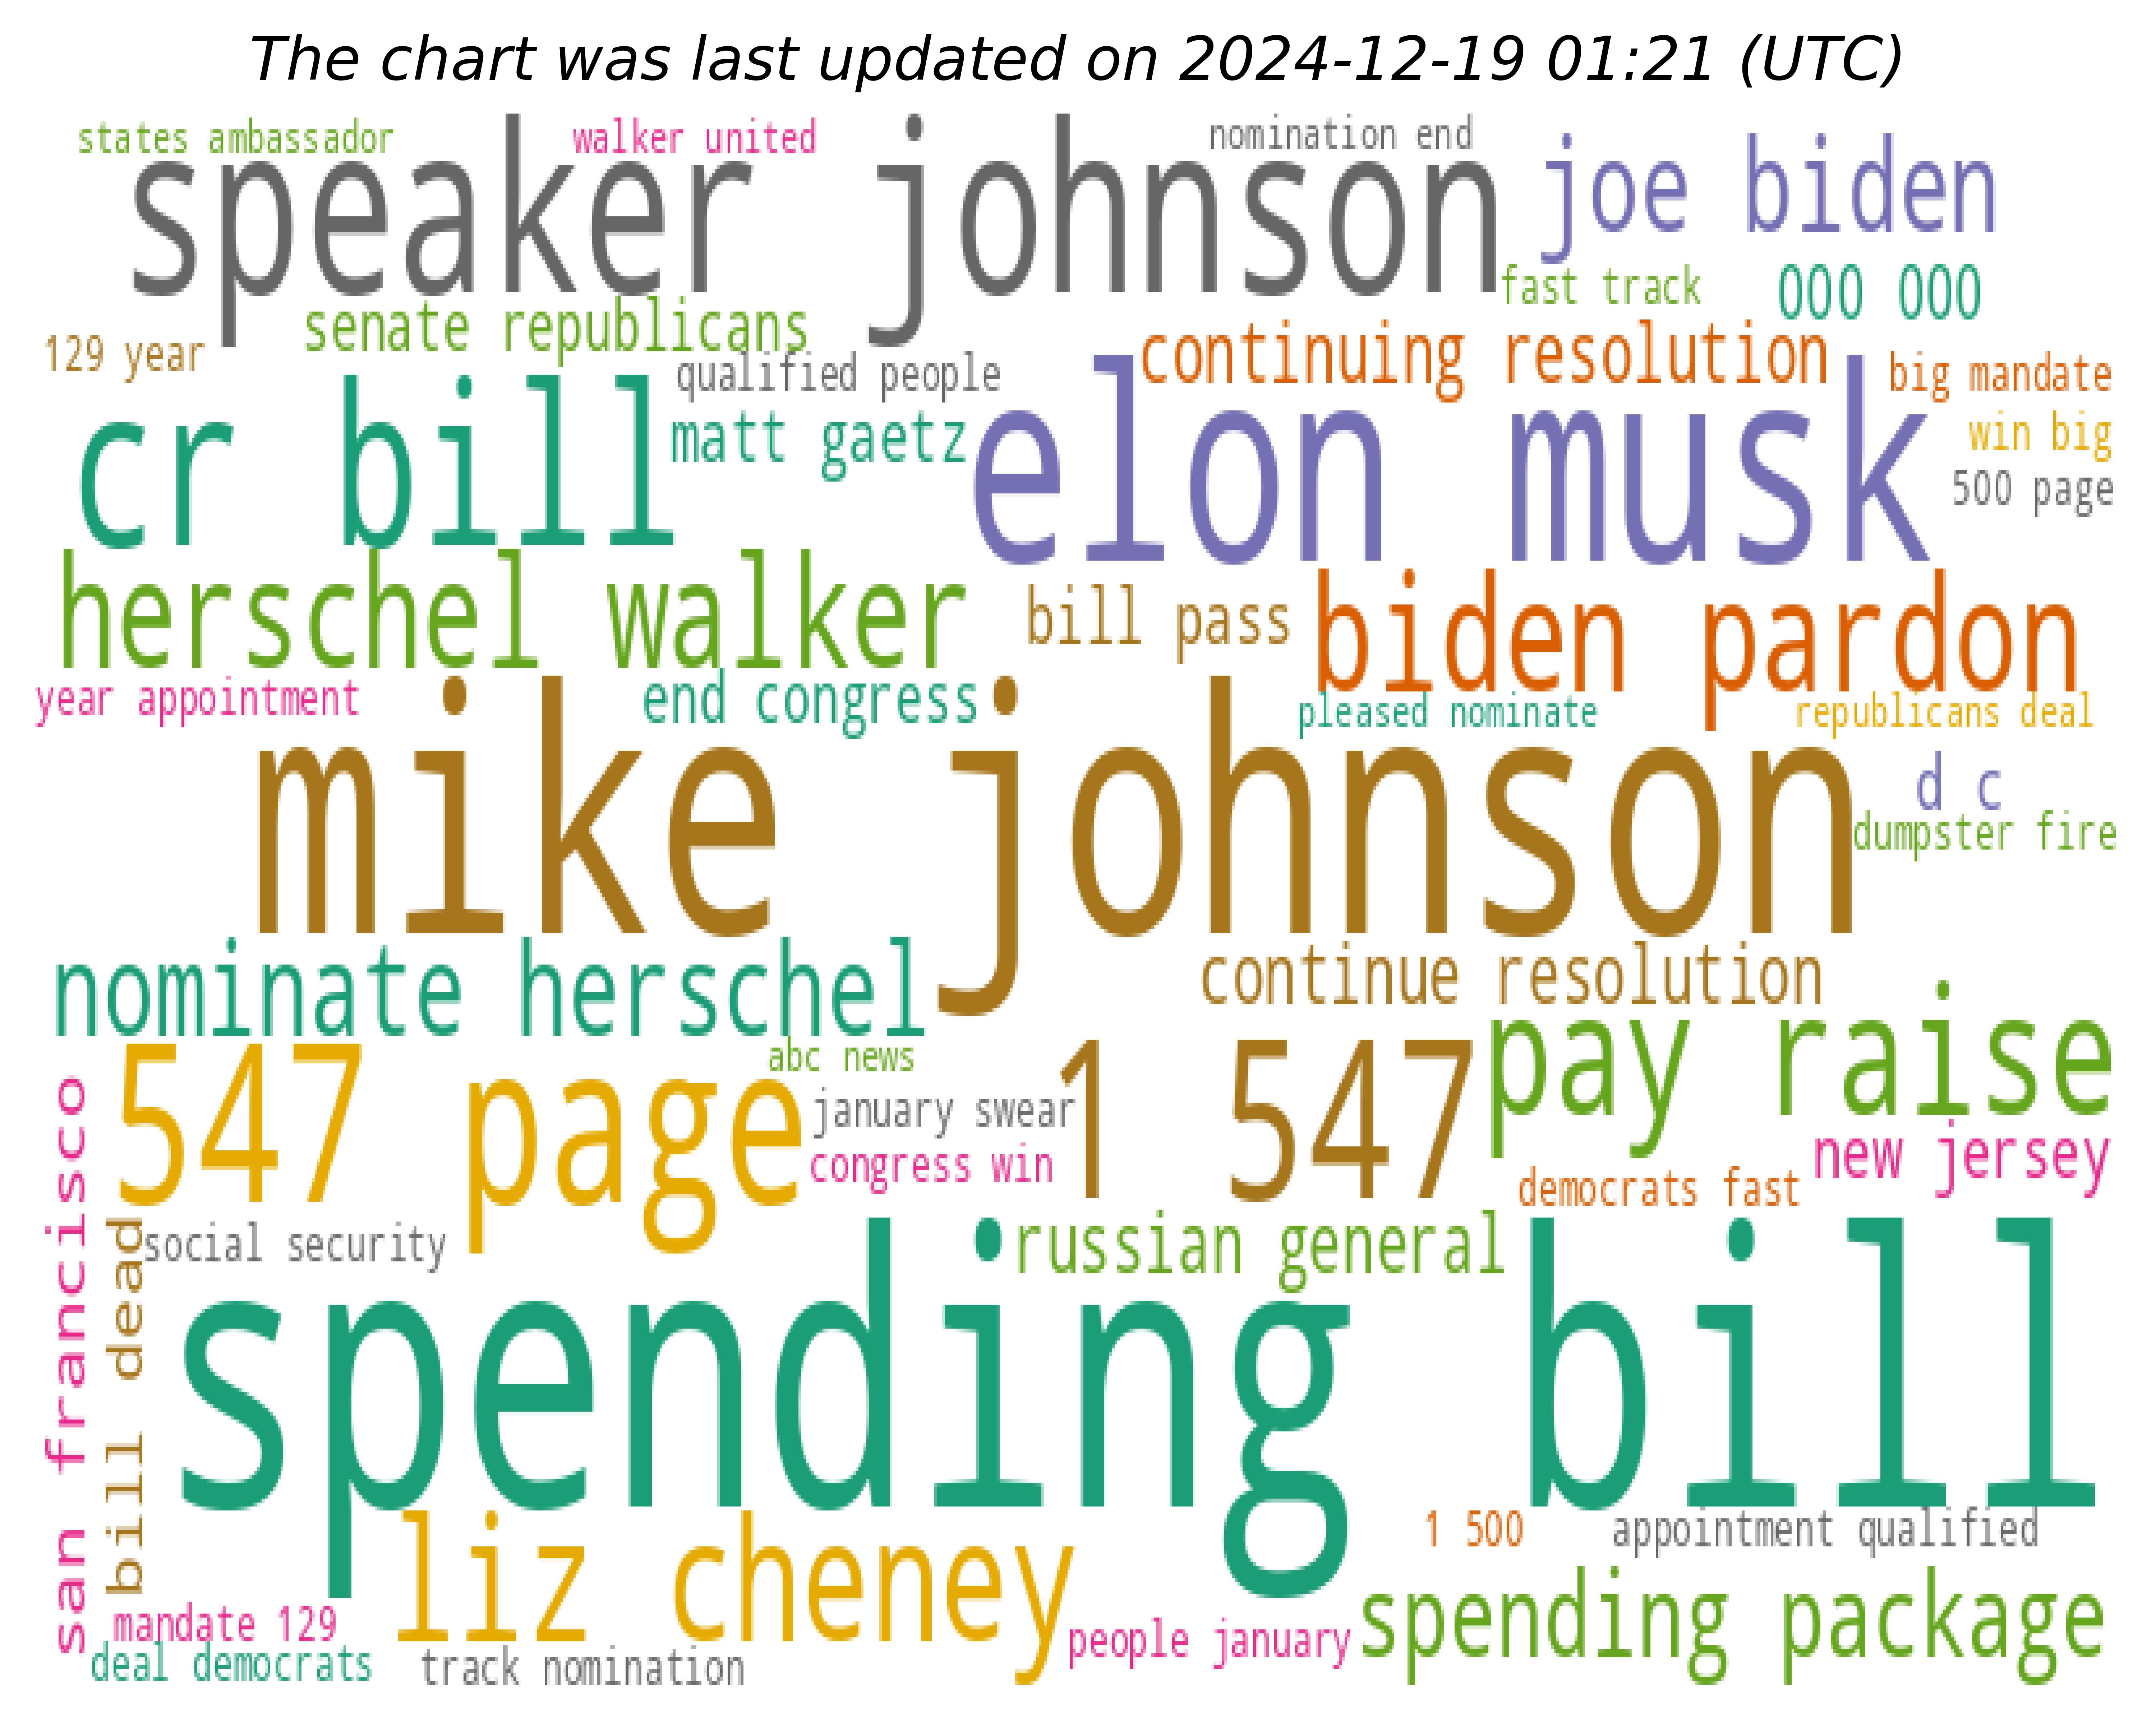 The chart was last updated on 2024-12-19 01:21 (UTC)
states ambassador
walker united
nomination end
speaker johnson
joe biden
fast track
000 000
senate republicans
129 year
continuing resolution
qualified people
big mandate
cr bill
matt gaetz
elon musk
win big
500 page
herschel walker
bill pass
biden pardon
year appointment
end congress
pleased nominate
republicans deal
mike johnson
d c
dumpster fire
nominate herschel
continue resolution
pay raise
abc news
547 page
january swear
1 547
congress win
new jersey
democrats fast
san francisco
bill dead
social security
russian general
spending bill
liz cheney
1 500
appointment qualified
mandate 129
people january
spending package
deal democrats
track nomination